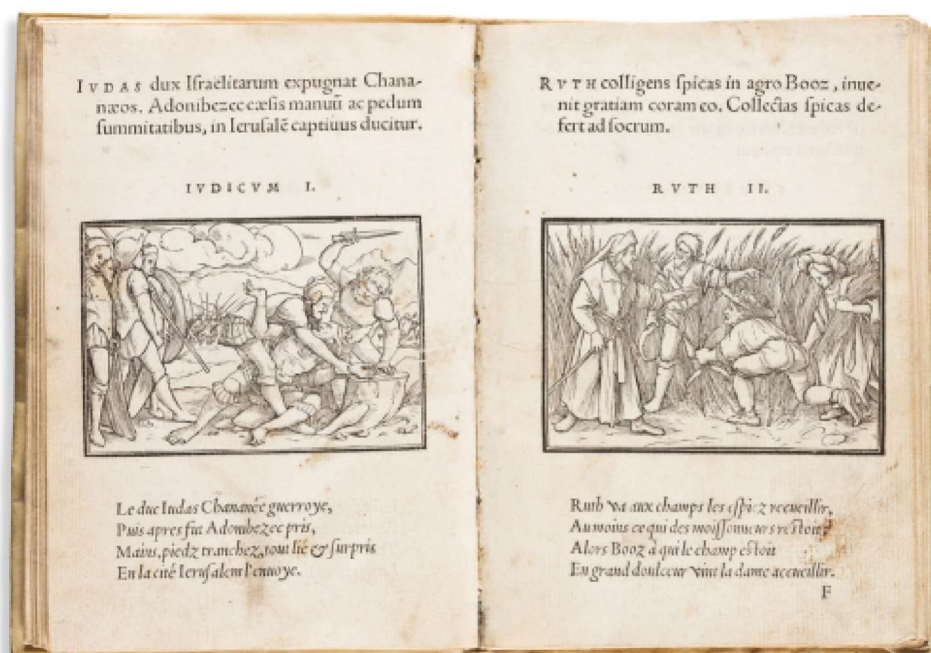 IVDAS dux Iſraëlitarum expugnat Chana-
næos. Adonibezec cæſis manuũ ac pedum
ſummitatibus, in Ieruſalẽ captiuus ducitur.
IVDICVM I.
Le duc Iudas Chananée guerroye,
Puis apres fut Adonibezec pris,
Mains, piedz tranchez, tout lié & ſurpris
En la cité Ieruſalem l'enuoye.
RVTH colligens ſpicas in agro Booz, inue-
nit gratiam coram eo. Collectas ſpicas de-
fert ad ſocrum.
RVTH II.
Ruth va aux champs les eſpicz recueillir,
Au moins ce qui des moiſſonneurs reſtoit:
Alors Booz à qui le champ eſtoit
En grand doulceur vint la dame accueillir.
F